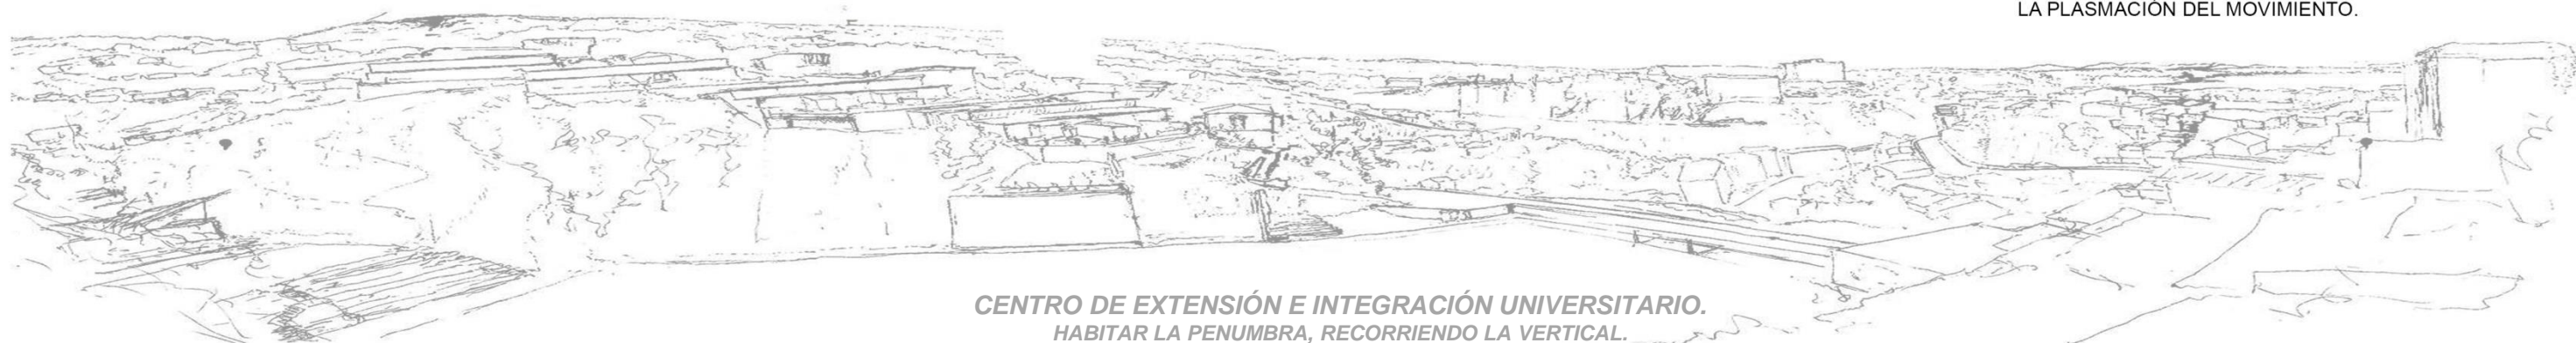 LA PLASMACIÓN DEL MOVIMIENTO.
CENTRO DE EXTENSIÓN E INTEGRACIÓN UNIVERSITARIO.
HABITAR LA PENUMBRA, RECORRIENDO LA VERTICAL.